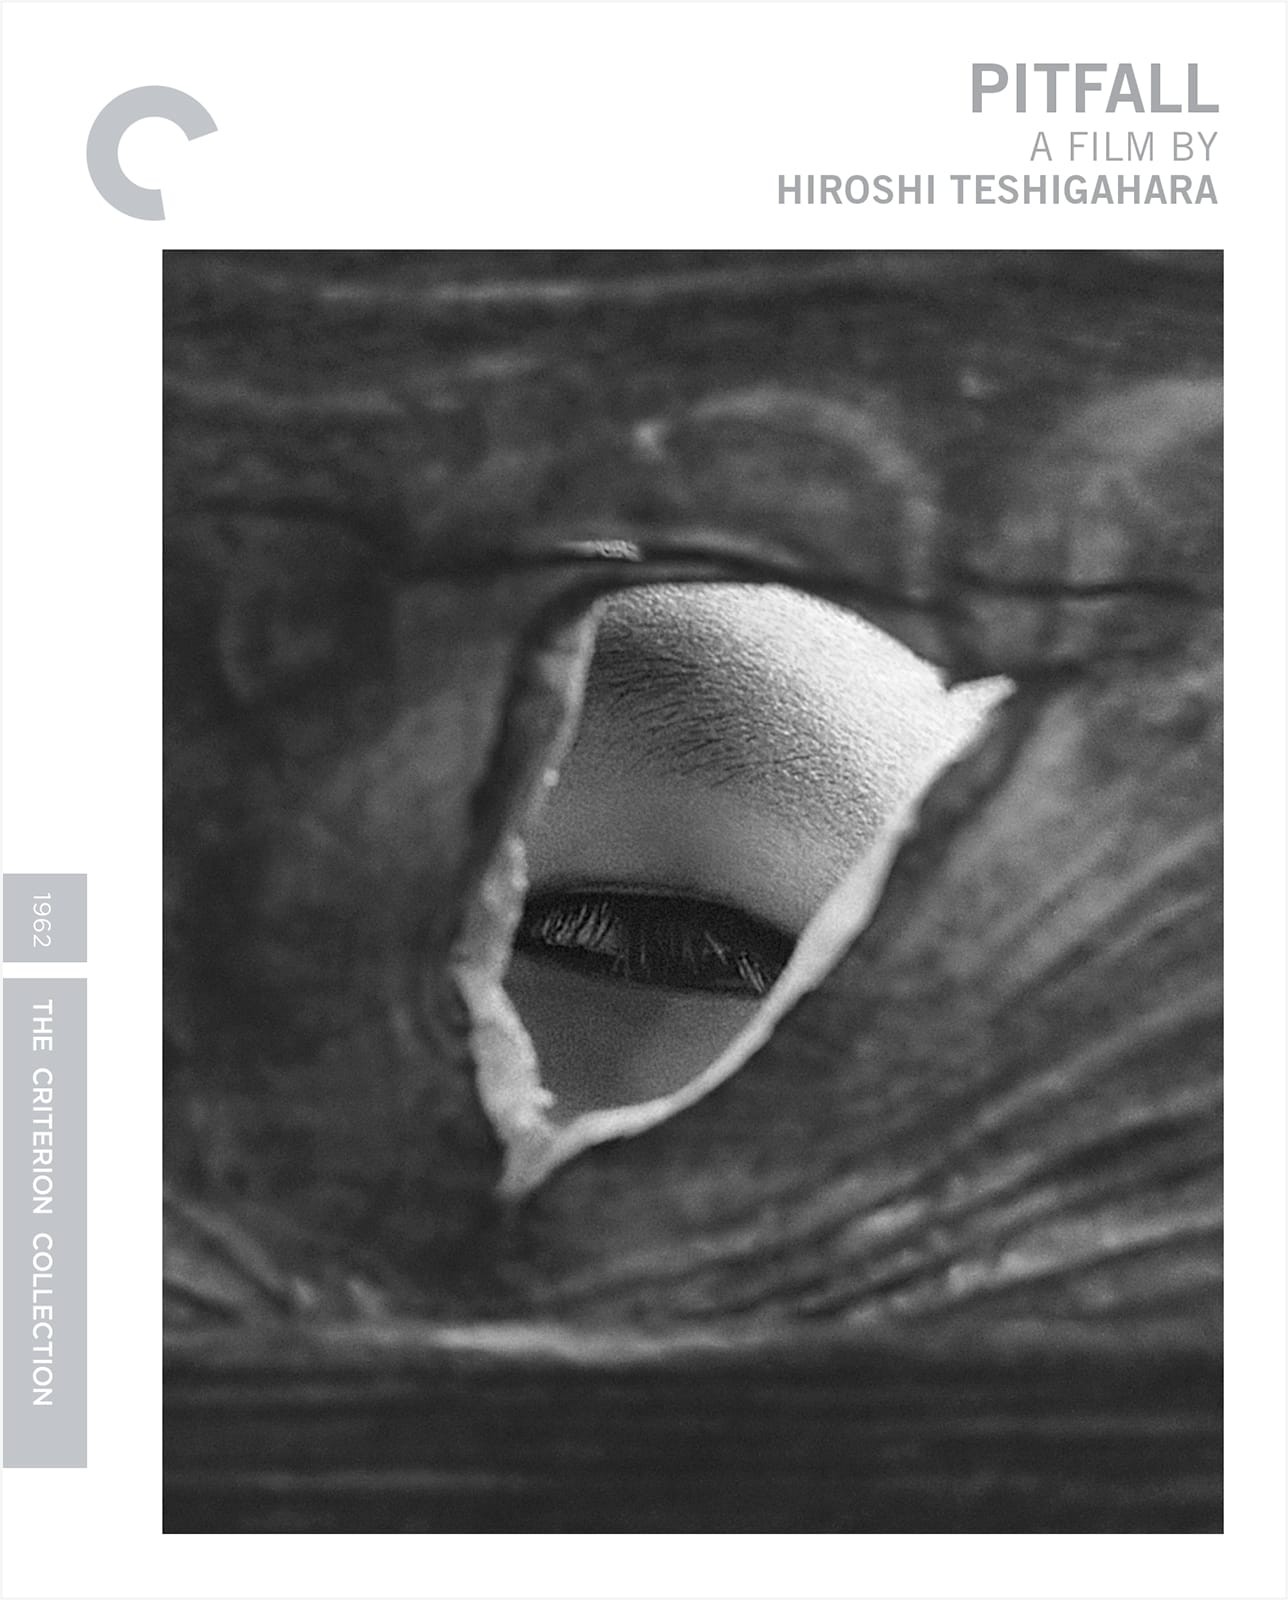 PITFALL
A FILM BY
HIROSHI TESHIGAHARA
1962
THE CRITERION COLLECTION